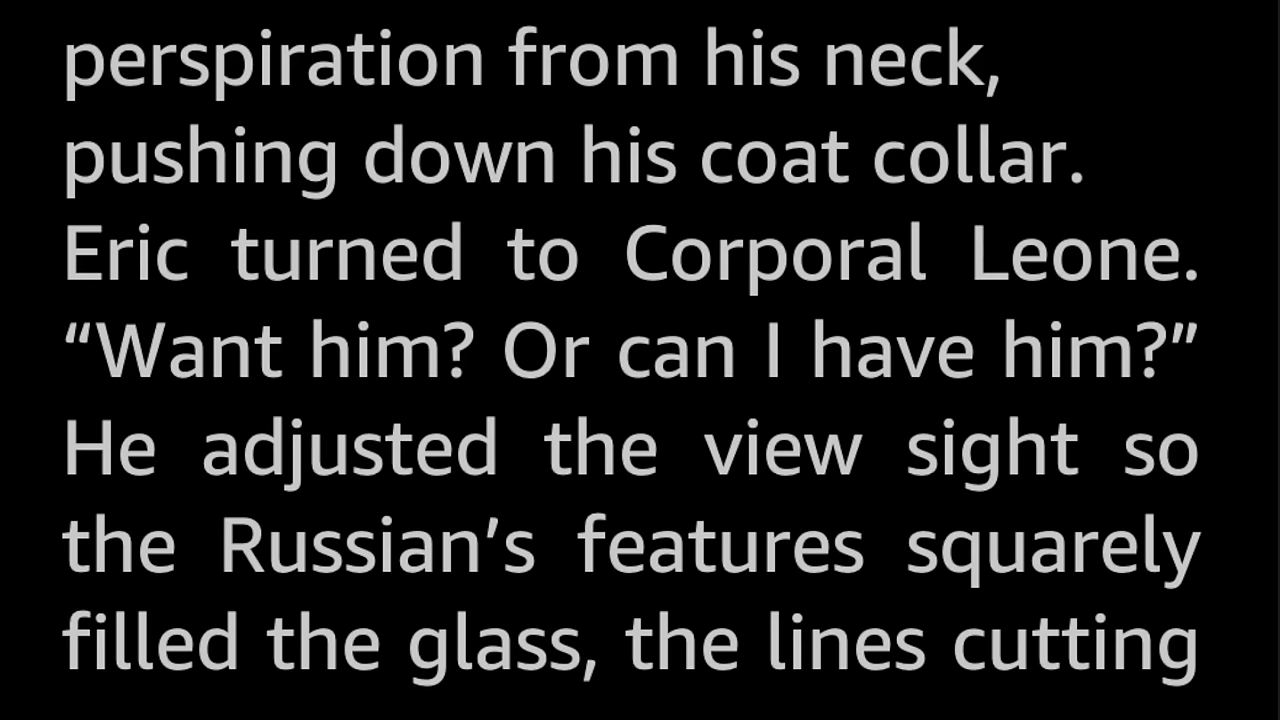 perspiration from his neck,
pushing down his coat collar.
Eric turned to Corporal Leone.
“Want him? Or can I have him?”
He adjusted the view sight so
the Russian’s features squarely
filled the glass, the lines cutting